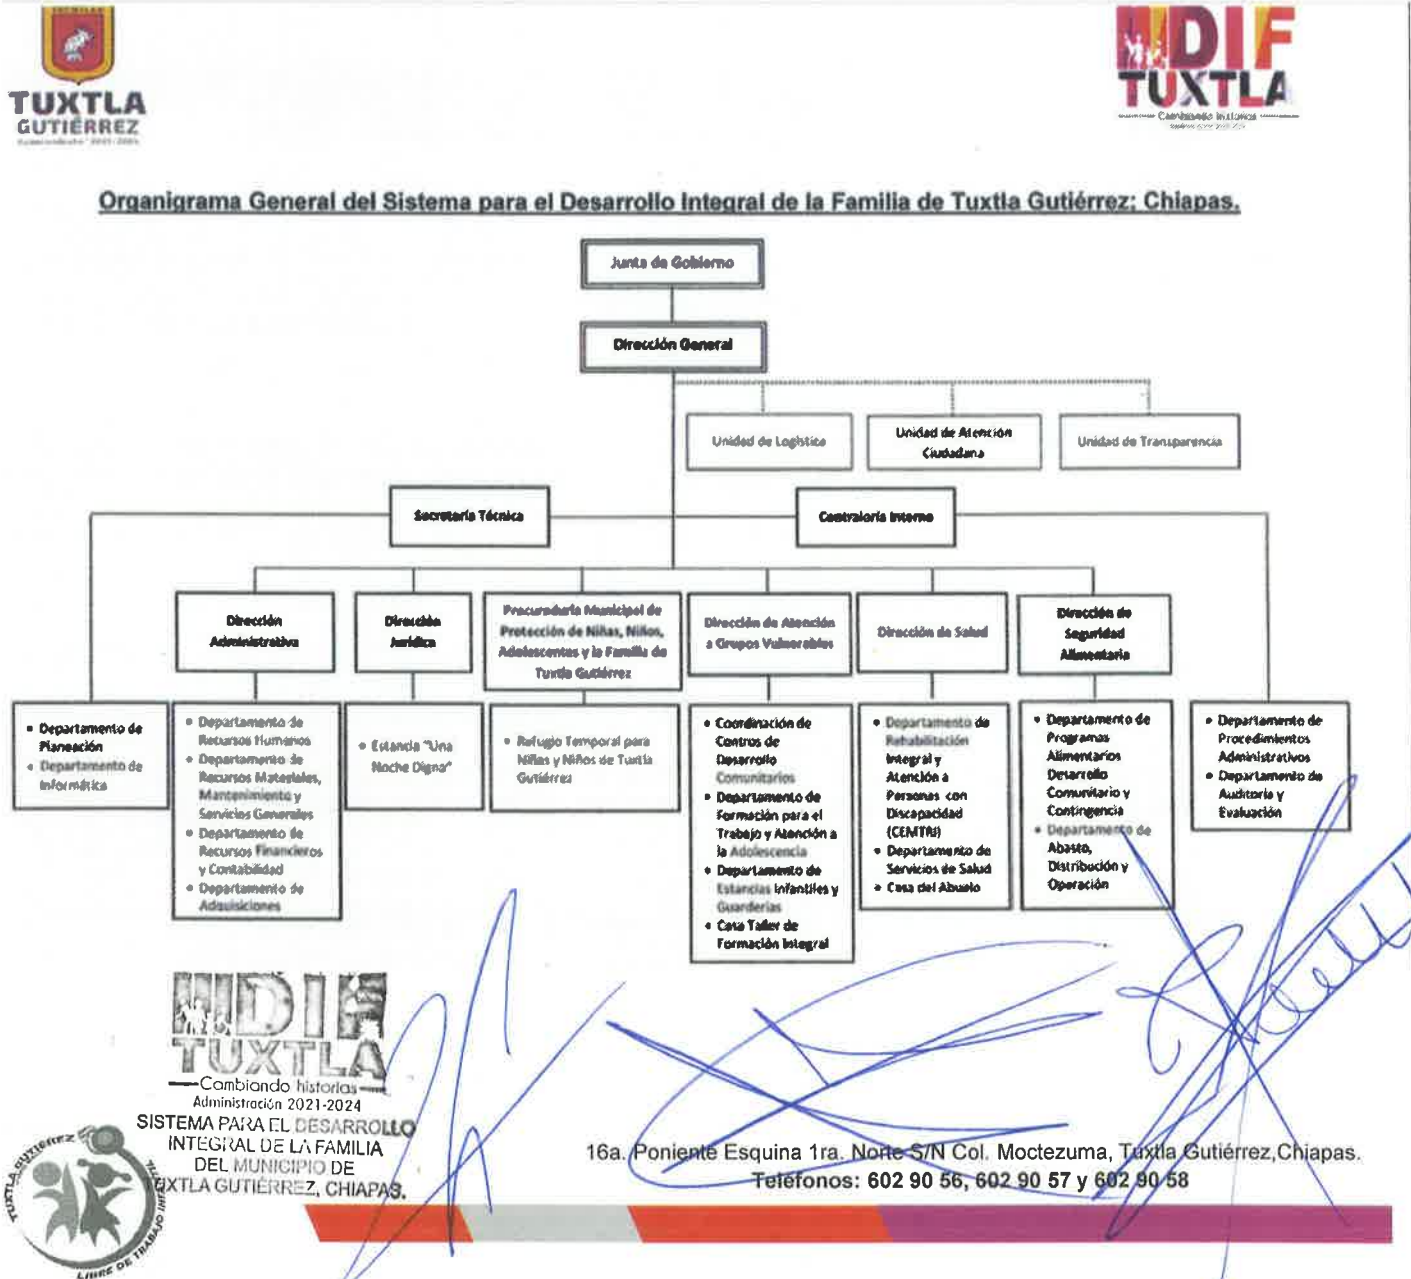 TUXTLA
GUTIÉRREZ
DIF
TUXTLA
Cambiando historias
Organigrama General del Sistema para el Desarrollo Integral de la Familia de Tuxtla Gutiérrez; Chiapas.
Junta de Gobierno
Dirección General
Unidad de Logística
Unidad de Atención
Ciudadana
Unidad de Transparencia
Secretaría Técnica
Contraloría Interna
Dirección
Administrativa
Dirección
Jurídica
Procuraduría Municipal de
Protección de Niñas, Niños,
Adolescentes y la Familia de
Tuxtla Gutiérrez
Dirección de Atención
a Grupos Vulnerables
Dirección de Salud
Dirección de
Seguridad
Alimentaria
• Departamento de
Planeación
• Departamento de
Informática
• Departamento de
Recursos Humanos
• Departamento de
Recursos Materiales,
Mantenimiento y
Servicios Generales
• Departamento de
Recursos Financieros
y Contabilidad
• Departamento de
Adquisiciones
• Estancia "Una
Noche Digna"
• Refugio Temporal para
Niñas y Niños de Tuxtla
Gutiérrez
• Coordinación de
Centros de
Desarrollo
Comunitarios
• Departamento de
Formación para el
Trabajo y Atención a
la Adolescencia
• Departamento de
Estancias Infantiles y
Guarderías
• Casa Taller de
Formación Integral
• Departamento de
Rehabilitación
Integral y
Atención a
Personas con
Discapacidad
(CEMTRI)
• Departamento de
Servicios de Salud
• Casa del Abuelo
• Departamento de
Programas
Alimentarios
Desarrollo
Comunitario y
Contingencia
• Departamento de
Abasto,
Distribución y
Operación
• Departamento de
Procedimientos
Administrativos
• Departamento de
Auditoría y
Evaluación
DIF
TUXTLA
Cambiando historias
Administración 2021-2024
SISTEMA PARA EL DESARROLLO
INTEGRAL DE LA FAMILIA
DEL MUNICIPIO DE
TUXTLA GUTIÉRREZ, CHIAPAS.
TUXTLA GUTIÉRREZ
LIBRE DE TRABAJO INFANTIL
16a. Poniente Esquina 1ra. Norte S/N Col. Moctezuma, Tuxtla Gutiérrez,Chiapas.
Teléfonos: 602 90 56, 602 90 57 y 602 90 58